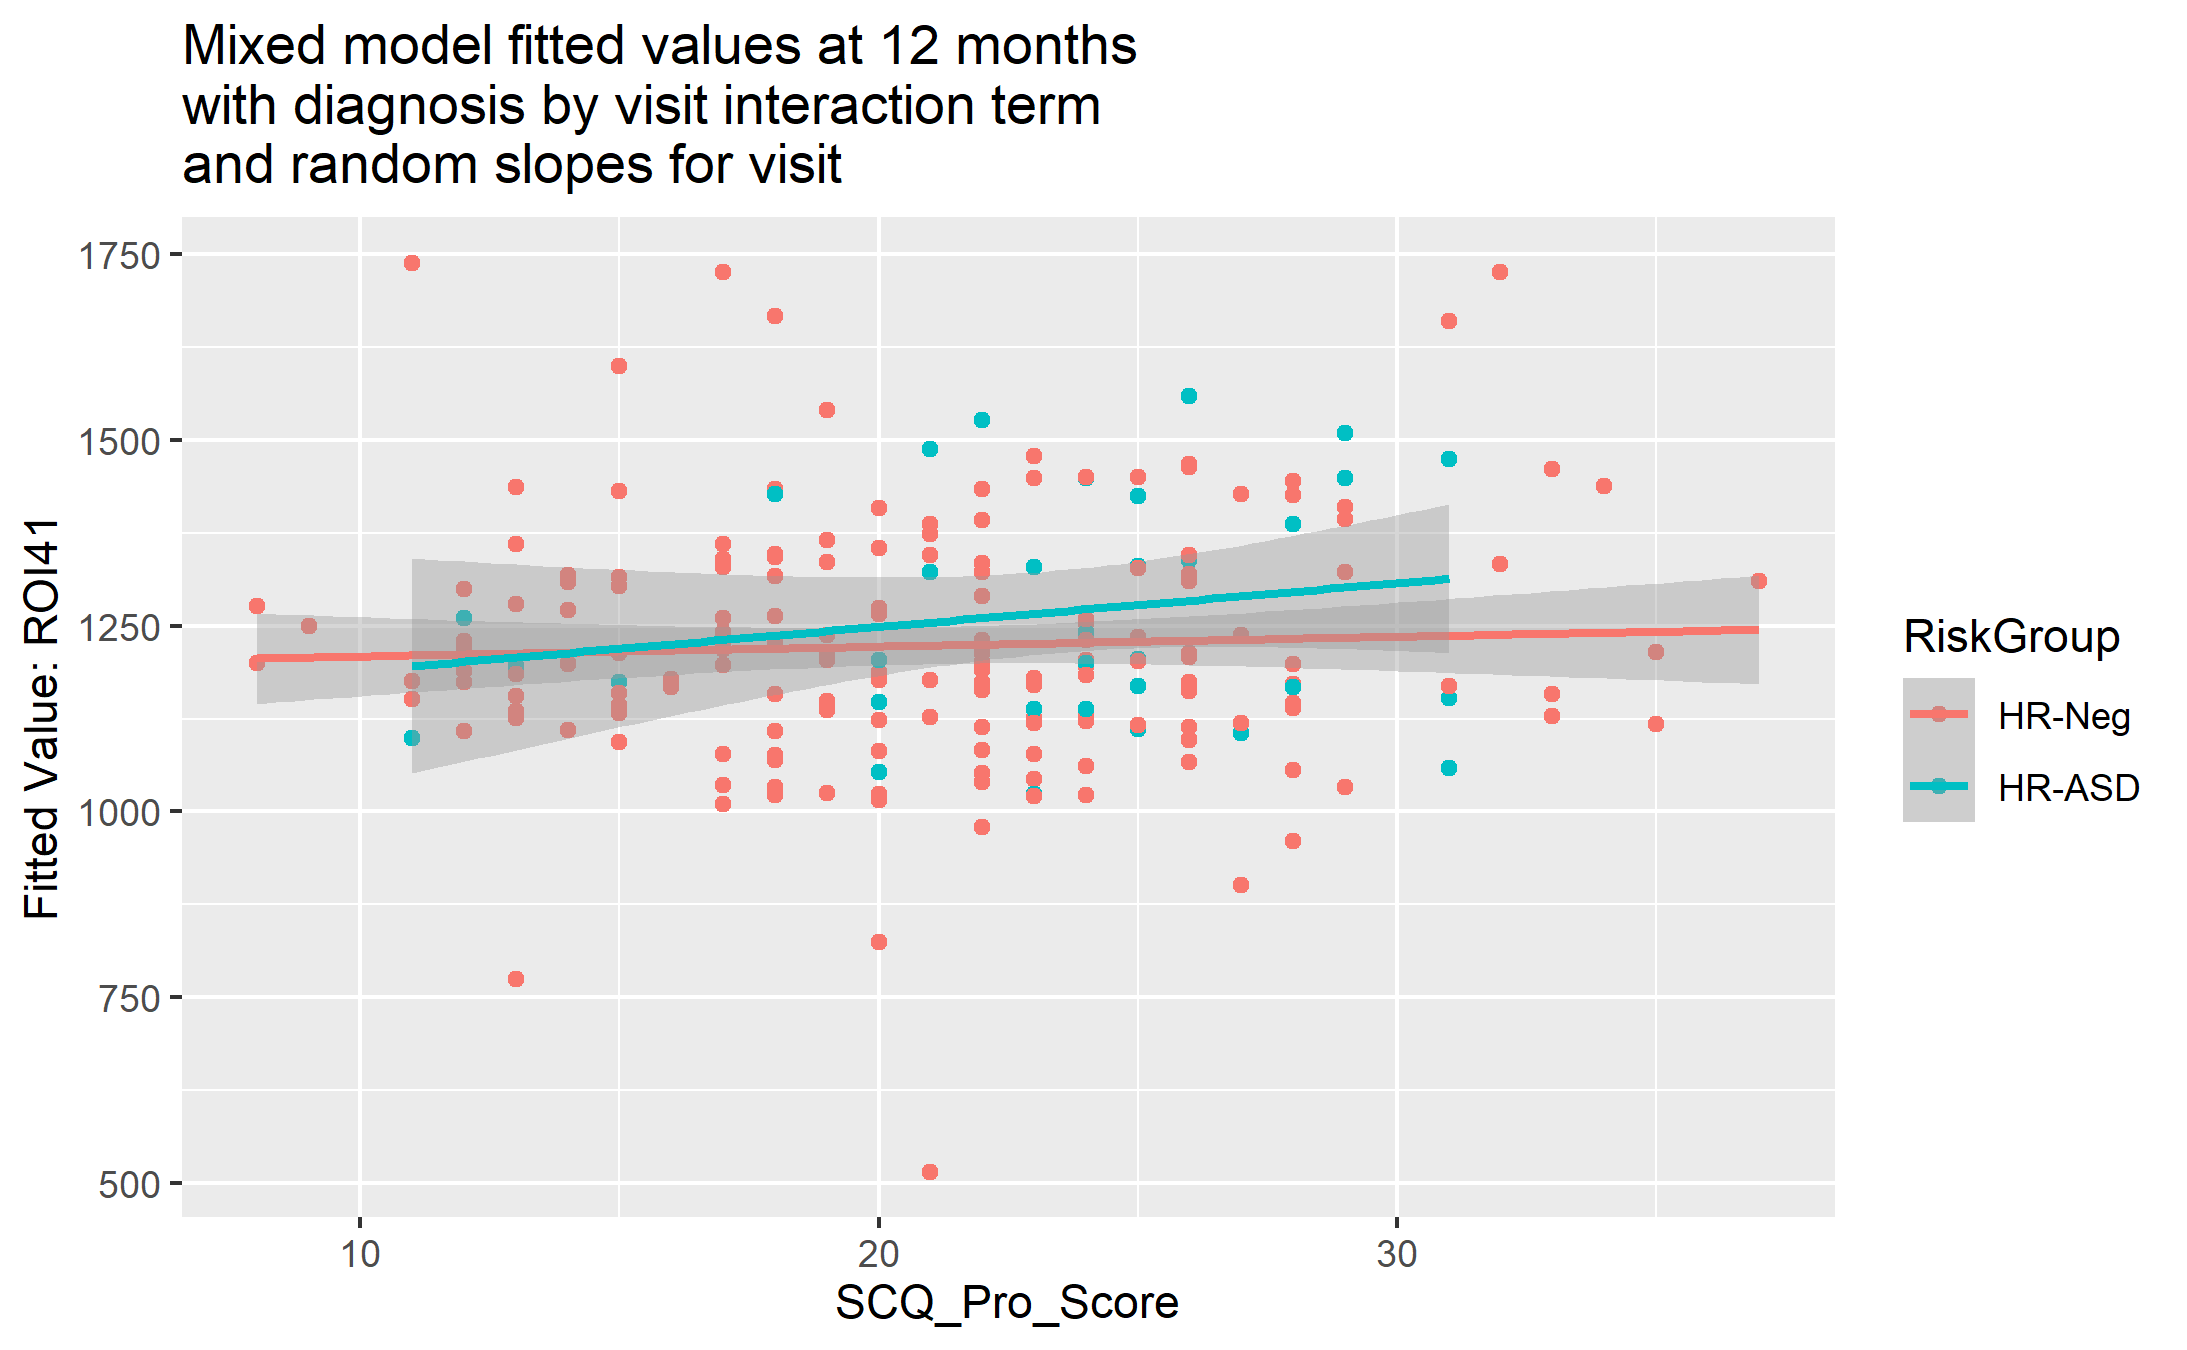 Mixed model fitted values at 12 months
with diagnosis by visit interaction term
and random slopes for visit
1750
1500
1250
1000
750
500
Fitted Value: ROI41
10 20 30
SCQ_Pro_Score
RiskGroup
HR-Neg
HR-ASD